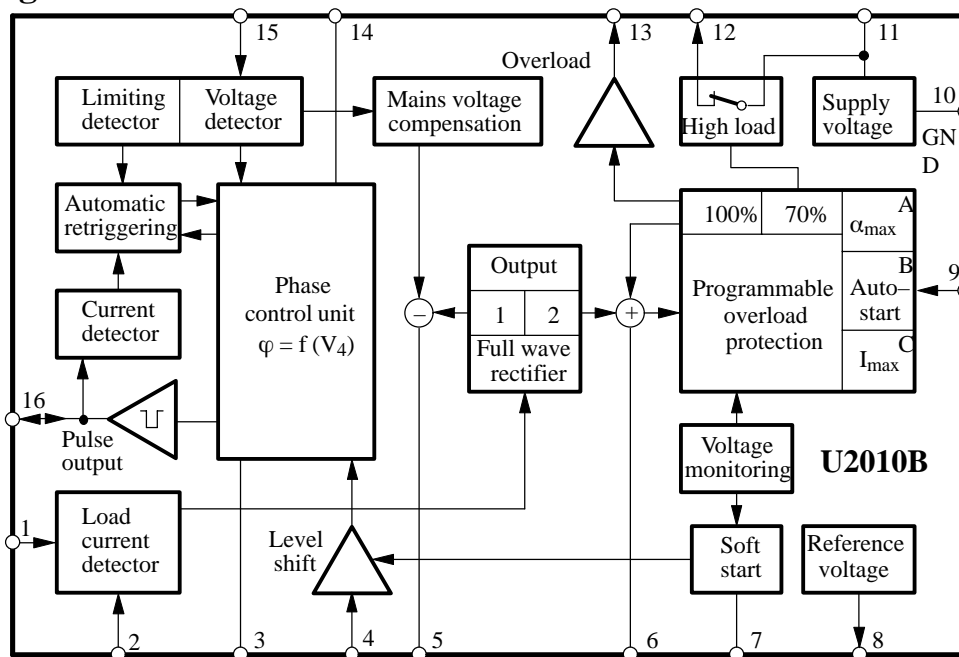 15
14
13
12
11
Overload
Limiting
detector
Voltage
detector
Mains voltage
compensation
High load
Supply
voltage
10
GN
D
Automatic
retriggering
100%
70%
A
αmax
Phase
control unit
φ = f (V4)
Output
1
2
Full wave
rectifier
–
+
Programmable
overload
protection
B
Auto–
start
9
C
Imax
Current
detector
16
Pulse
output
Voltage
monitoring
U2010B
1
Load
current
detector
Level
shift
Soft
start
Reference
voltage
2
3
4
5
6
7
8